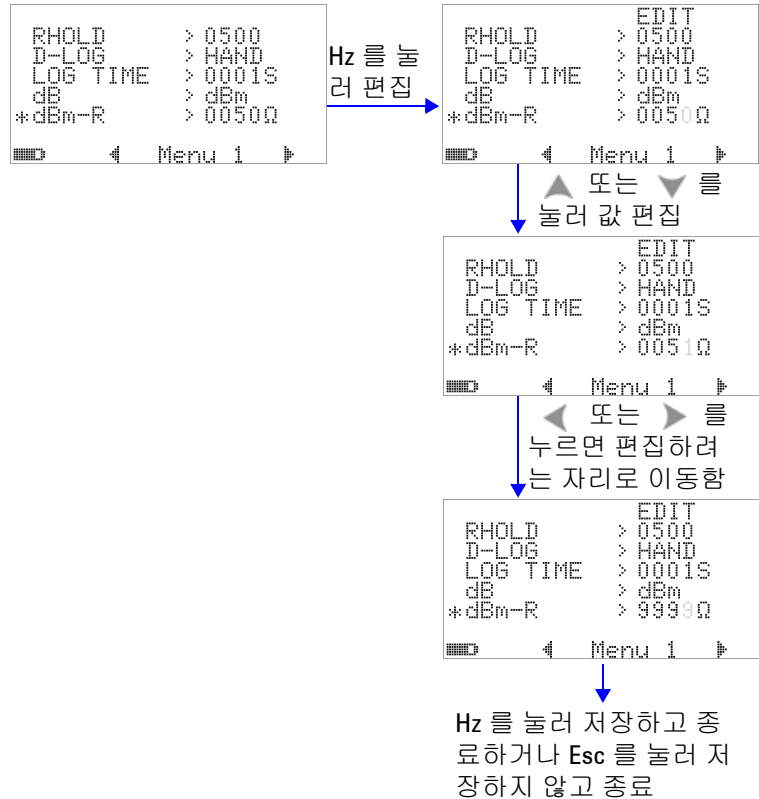 RHOLD > 0500
D-LOG > HAND
LOG TIME > 0001S
dB > dBm
*dBm-R > 0050Ω
Menu 1
Hz 를 눌
러 편집
EDIT
RHOLD > 0500
D-LOG > HAND
LOG TIME > 0001S
dB > dBm
*dBm-R > 0050Ω
Menu 1
또는 를
눌러 값 편집
EDIT
RHOLD > 0500
D-LOG > HAND
LOG TIME > 0001S
dB > dBm
*dBm-R > 0051Ω
Menu 1
또는 를
누르면 편집하려
는 자리로 이동함
EDIT
RHOLD > 0500
D-LOG > HAND
LOG TIME > 0001S
dB > dBm
*dBm-R > 9999Ω
Menu 1
Hz 를 눌러 저장하고 종
료하거나 Esc 를 눌러 저
장하지 않고 종료